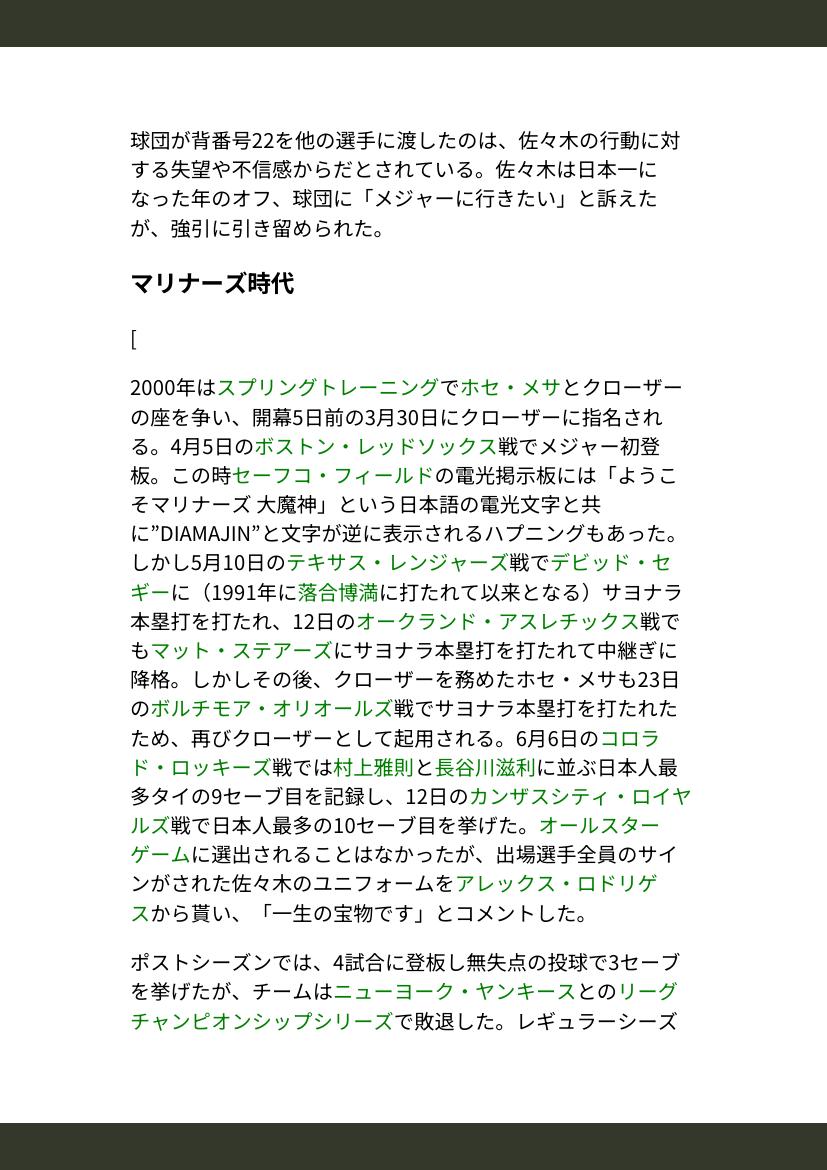 球団が背番号22を他の選手に渡したのは、佐々木の行動に対
する失望や不信感からだとされている。佐々木は日本一に
なった年のオフ、球団に「メジャーに行きたい」と訴えた
が、強引に引き留められた。
マリナーズ時代
[
2000年はスプリングトレーニングでホセ・メサとクローザー
の座を争い、開幕5日前の3月30日にクローザーに指名され
る。4月5日のボストン・レッドソックス戦でメジャー初登
板。この時セーフコ・フィールドの電光掲示板には「ようこ
そマリナーズ 大魔神」という日本語の電光文字と共
に”DIAMAJIN”と文字が逆に表示されるハプニングもあった。
しかし5月10日のテキサス・レンジャーズ戦でデビッド・セ
ギーに（1991年に落合博満に打たれて以来となる）サヨナラ
本塁打を打たれ、12日のオークランド・アスレチックス戦で
もマット・ステアーズにサヨナラ本塁打を打たれて中継ぎに
降格。しかしその後、クローザーを務めたホセ・メサも23日
のボルチモア・オリオールズ戦でサヨナラ本塁打を打たれた
ため、再びクローザーとして起用される。6月6日のコロラ
ド・ロッキーズ戦では村上雅則と長谷川滋利に並ぶ日本人最
多タイの9セーブ目を記録し、12日のカンザスシティ・ロイヤ
ルズ戦で日本人最多の10セーブ目を挙げた。オールスター
ゲームに選出されることはなかったが、出場選手全員のサイ
ンがされた佐々木のユニフォームをアレックス・ロドリゲ
スから貰い、「一生の宝物です」とコメントした。
ポストシーズンでは、4試合に登板し無失点の投球で3セーブ
を挙げたが、チームはニューヨーク・ヤンキースとのリーグ
チャンピオンシップシリーズで敗退した。レギュラーシーズ